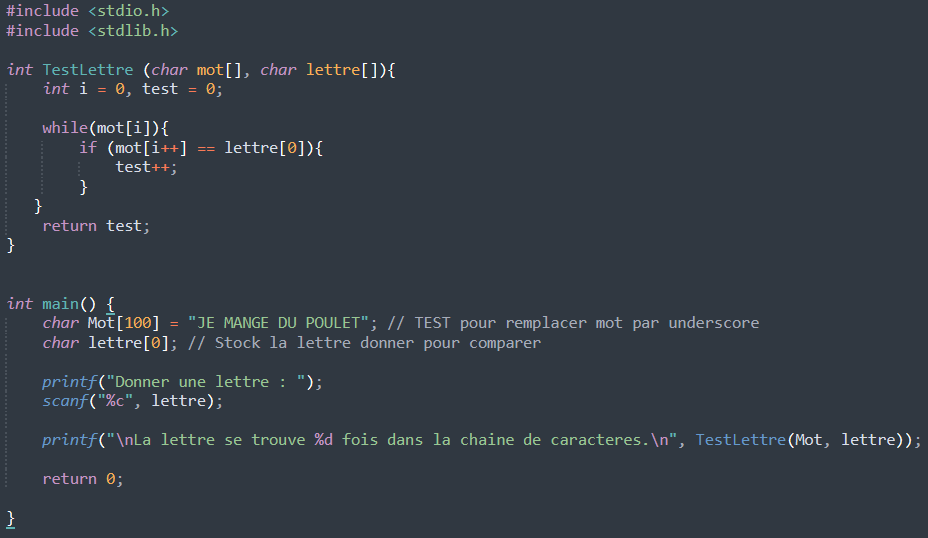 #include <stdio.h>
#include <stdlib.h>
int TestLettre (char mot[], char lettre[]){
int i = 0, test = 0;
while(mot[i]){
if (mot[i++] == lettre[0]){
test++;
}
}
return test;
}
int main() {
char Mot[100] = "JE MANGE DU POULET"; // TEST pour remplacer mot par underscore
char lettre[0]; // Stock la lettre donner pour comparer
printf("Donner une lettre : ");
scanf("%c", lettre);
printf("\nLa lettre se trouve %d fois dans la chaine de caracteres.\n", TestLettre(Mot, lettre));
return 0;
}